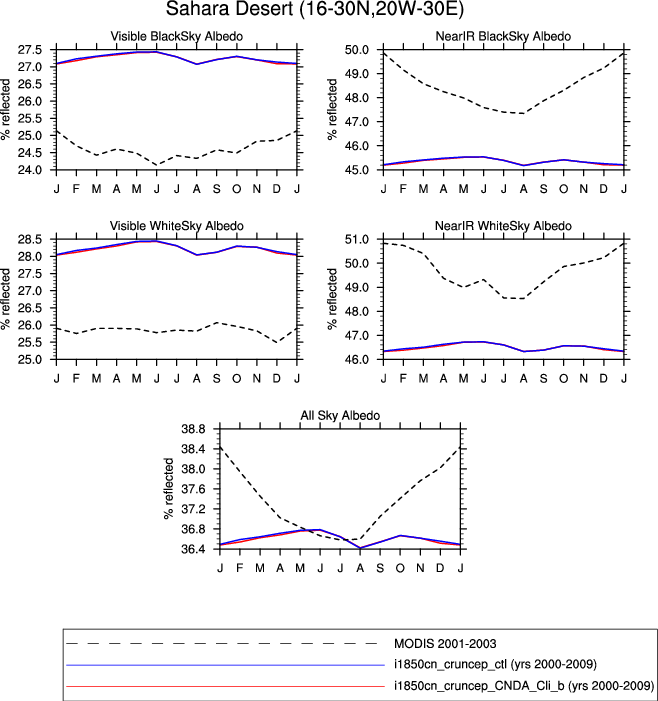 Sahara Desert (16-30N,20W-30E)
Visible BlackSky Albedo
% reflected
27.5
27.0
26.5
26.0
25.5
25.0
24.5
24.0
J F M A M J J A S O N D J
NearIR BlackSky Albedo
50.0
49.0
48.0
47.0
46.0
45.0
J F M A M J J A S O N D J
Visible WhiteSky Albedo
% reflected
28.5
28.0
27.5
27.0
26.5
26.0
25.5
25.0
J F M A M J J A S O N D J
NearIR WhiteSky Albedo
% reflected
51.0
50.0
49.0
48.0
47.0
46.0
J F M A M J J A S O N D J
All Sky Albedo
% reflected
38.8
38.4
38.0
37.6
37.2
36.8
36.4
J F M A M J J A S O N D J
MODIS 2001-2003
i1850cn_cruncep_ctl (yrs 2000-2009)
i1850cn_cruncep_CNDA_Cli_b (yrs 2000-2009)